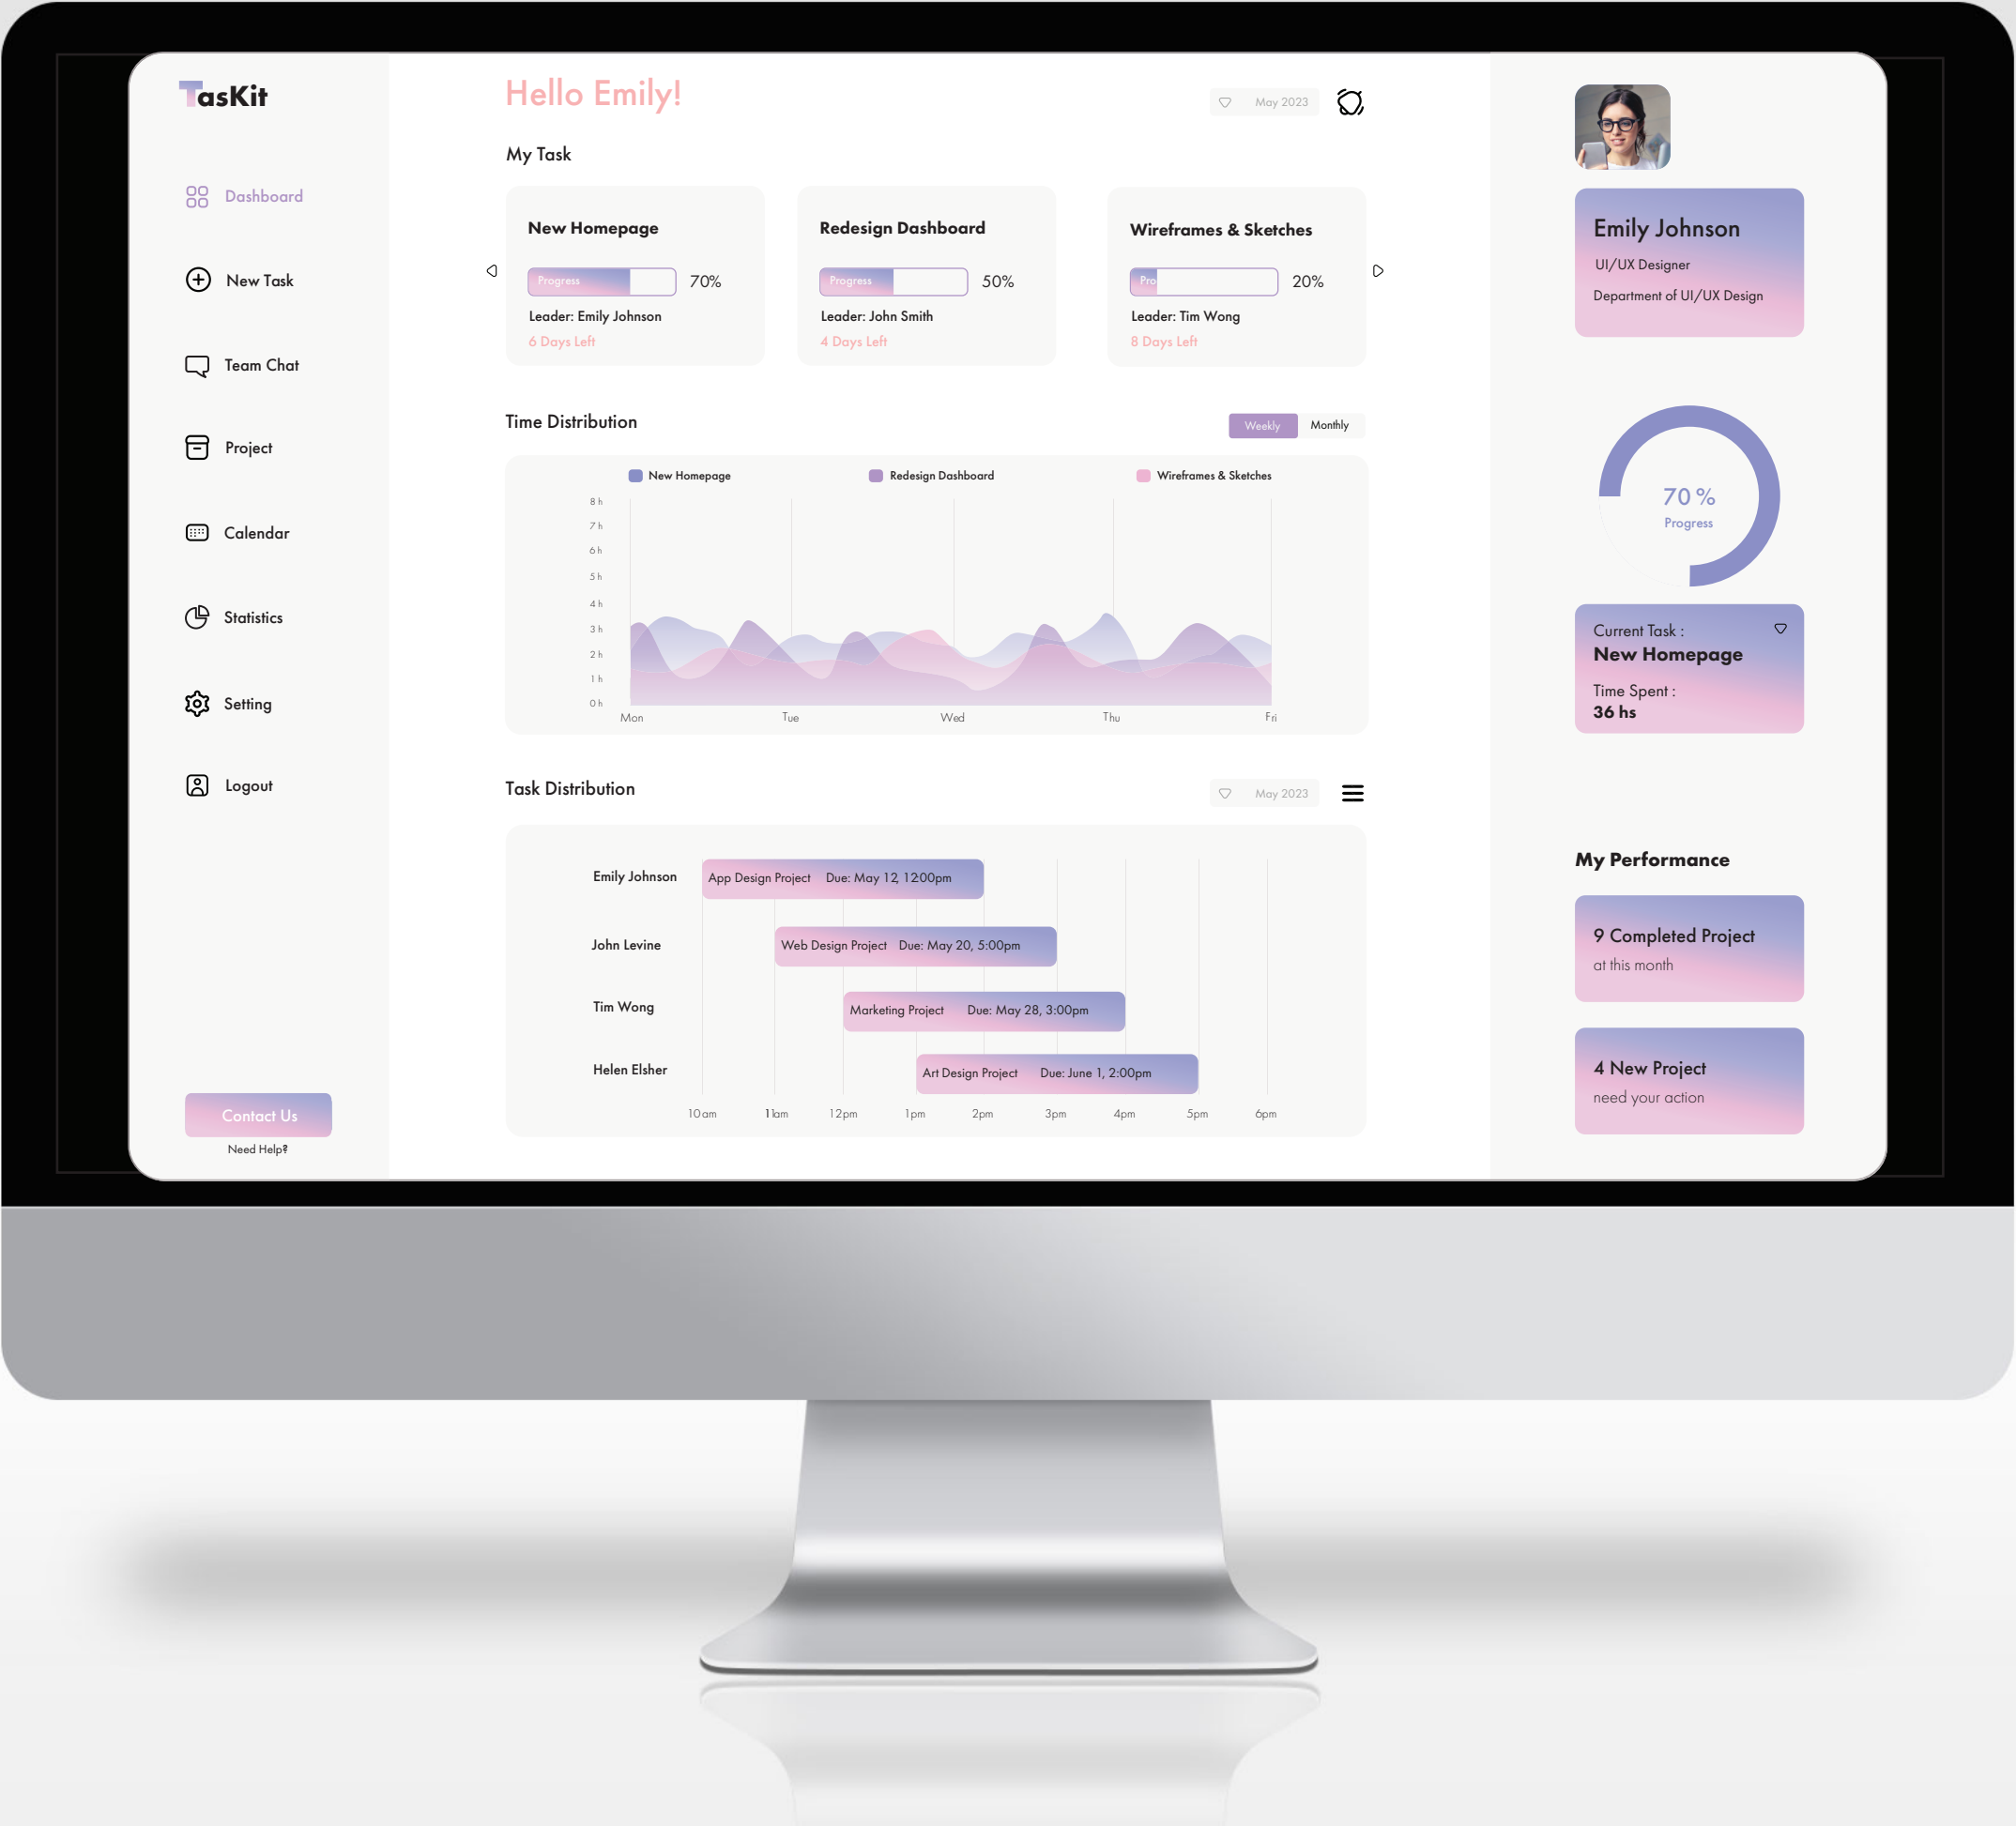 TasKit
Dashboard
New Task
Team Chat
Project
Calendar
Statistics
Setting
Logout
Contact Us
Need Help?
Hello Emily!
May 2023
My Task
New Homepage
Progress
70%
Leader: Emily Johnson
6 Days Left
Redesign Dashboard
Progress
50%
Leader: John Smith
4 Days Left
Wireframes & Sketches
Pro
20%
Leader: Tim Wong
8 Days Left
Time Distribution
Weekly
Monthly
New Homepage
Redesign Dashboard
Wireframes & Sketches
8 h
7 h
6 h
5 h
4 h
3 h
2 h
1 h
0 h
Mon
Tue
Wed
Thu
Fri
Task Distribution
May 2023
Emily Johnson
App Design Project Due: May 12, 12:00pm
John Levine
Web Design Project Due: May 20, 5:00pm
Tim Wong
Marketing Project Due: May 28, 3:00pm
Helen Elsher
Art Design Project Due: June 1, 2:00pm
10am
11am
12pm
1pm
2pm
3pm
4pm
5pm
6pm
Emily Johnson
UI/UX Designer
Department of UI/UX Design
70 %
Progress
Current Task :
New Homepage
Time Spent :
36 hs
My Performance
9 Completed Project
at this month
4 New Project
need your action